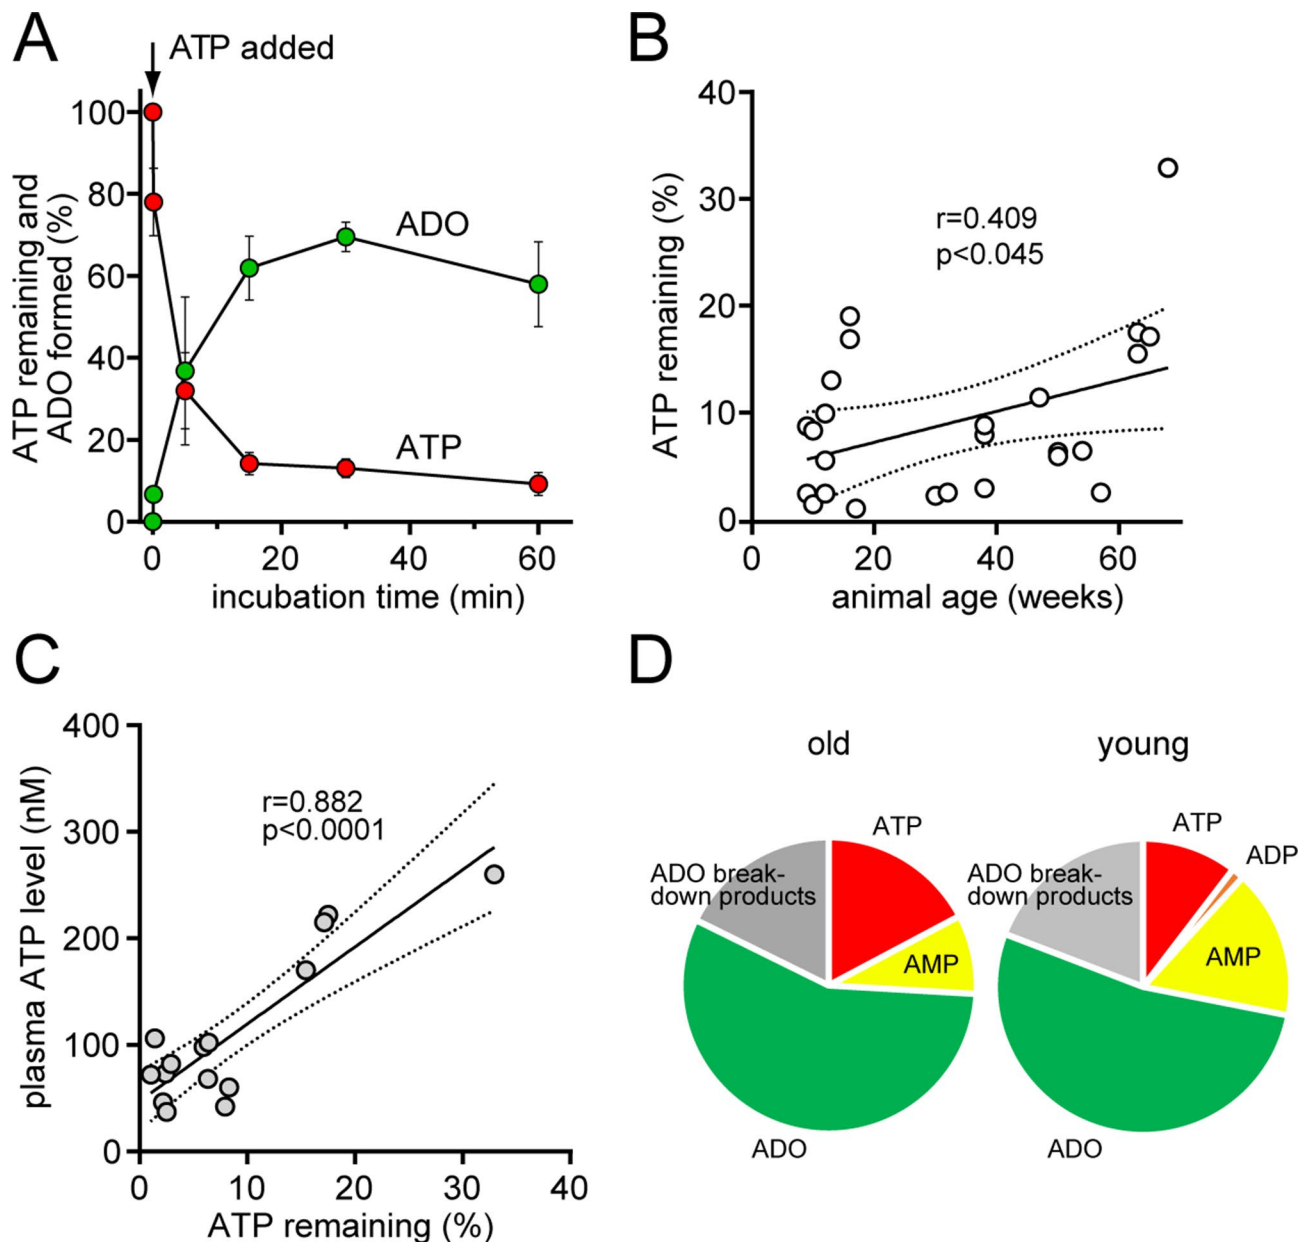 A
ATP added
ATP remaining and
ADO formed (%)
100
80
60
40
20
0
ADO
ATP
0
20
40
60
incubation time (min)
B
ATP remaining (%)
40
30
20
10
0
r=0.409
p<0.045
0
20
40
60
animal age (weeks)
C
plasma ATP level (nM)
400
300
200
100
0
r=0.882
p<0.0001
0
10
20
30
40
ATP remaining (%)
D
old
ATP
ADO break-
down products
AMP
ADO
young
ATP
ADP
ADO break-
down products
AMP
ADO